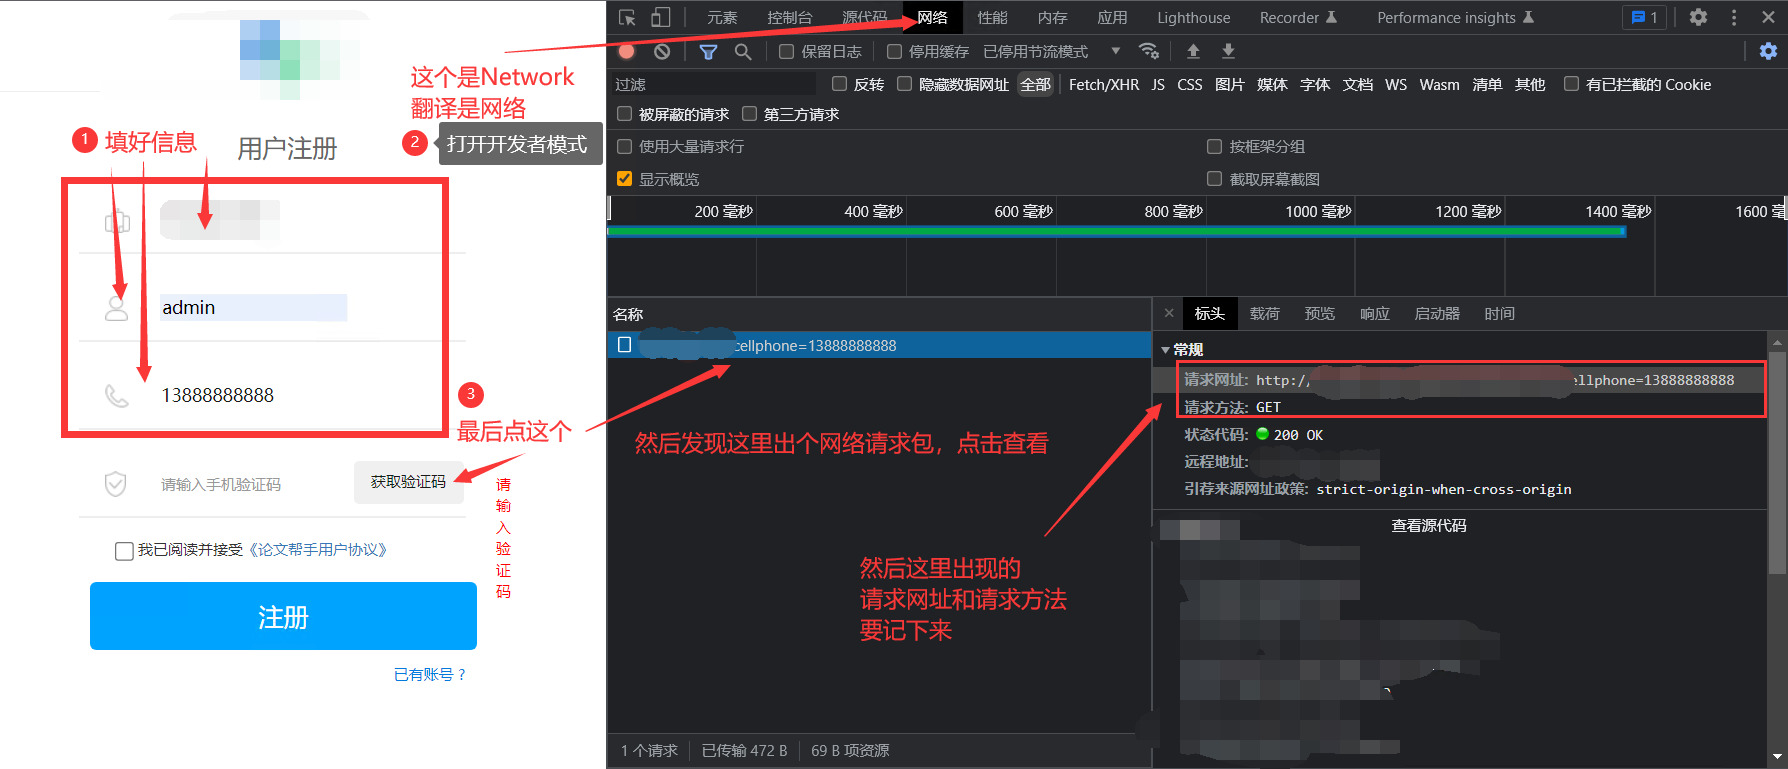 这个是Network
翻译是网络
1 填好信息
2 打开开发者模式
用户注册
admin
13888888888
3
最后点这个
请输入手机验证码
获取验证码
请
输
入
验
证
码
我已阅读并接受《论文帮手用户协议》
注册
已有账号？
元素 控制台 源代码 网络 性能 内存 应用 Lighthouse Recorder Performance insights 1
保留日志 停用缓存 已停用节流模式
过滤 反转 隐藏数据网址 全部 Fetch/XHR JS CSS 图片 媒体 字体 文档 WS Wasm 清单 其他 有已拦截的 Cookie
被屏蔽的请求 第三方请求
使用大量请求行 按框架分组
显示概览 截取屏幕截图
200 毫秒 400 毫秒 600 毫秒 800 毫秒 1000 毫秒 1200 毫秒 1400 毫秒 1600 毫
名称
cellphone=13888888888
然后发现这里出个网络请求包，点击查看
然后这里出现的
请求网址和请求方法
要记下来
1 个请求 已传输 472 B 69 B 项资源
× 标头 载荷 预览 响应 启动器 时间
常规
请求网址: http:/ ellphone=13888888888
请求方法: GET
状态代码: 200 OK
远程地址:
引荐来源网址政策: strict-origin-when-cross-origin
查看源代码